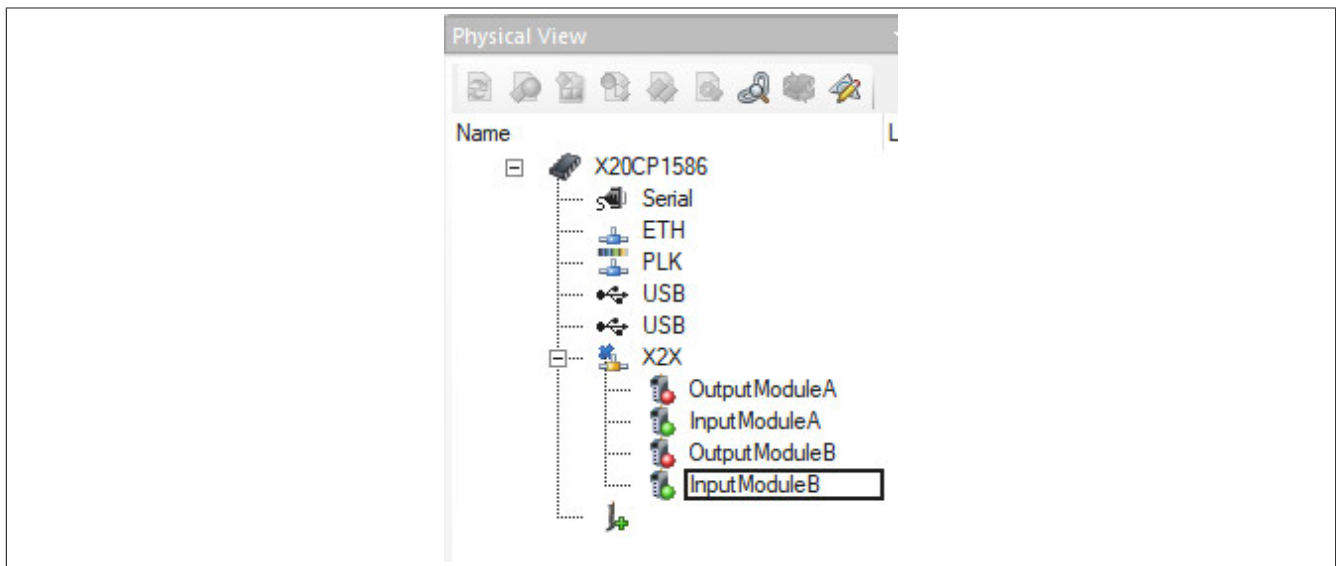 Physical View
Name L
X20CP1586
Serial
ETH
PLK
USB
USB
X2X
OutputModuleA
InputModuleA
OutputModuleB
InputModuleB